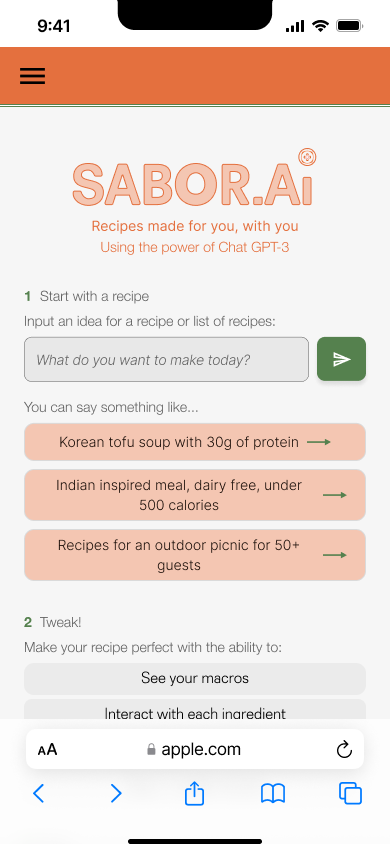 9:41
SABOR.Ai
Recipes made for you, with you
Using the power of Chat GPT-3
1 Start with a recipe
Input an idea for a recipe or list of recipes:
What do you want to make today?
You can say something like...
Korean tofu soup with 30g of protein
Indian inspired meal, dairy free, under
500 calories
Recipes for an outdoor picnic for 50+
guests
2 Tweak!
Make your recipe perfect with the ability to:
See your macros
Interact with each ingredient
AA
apple.com